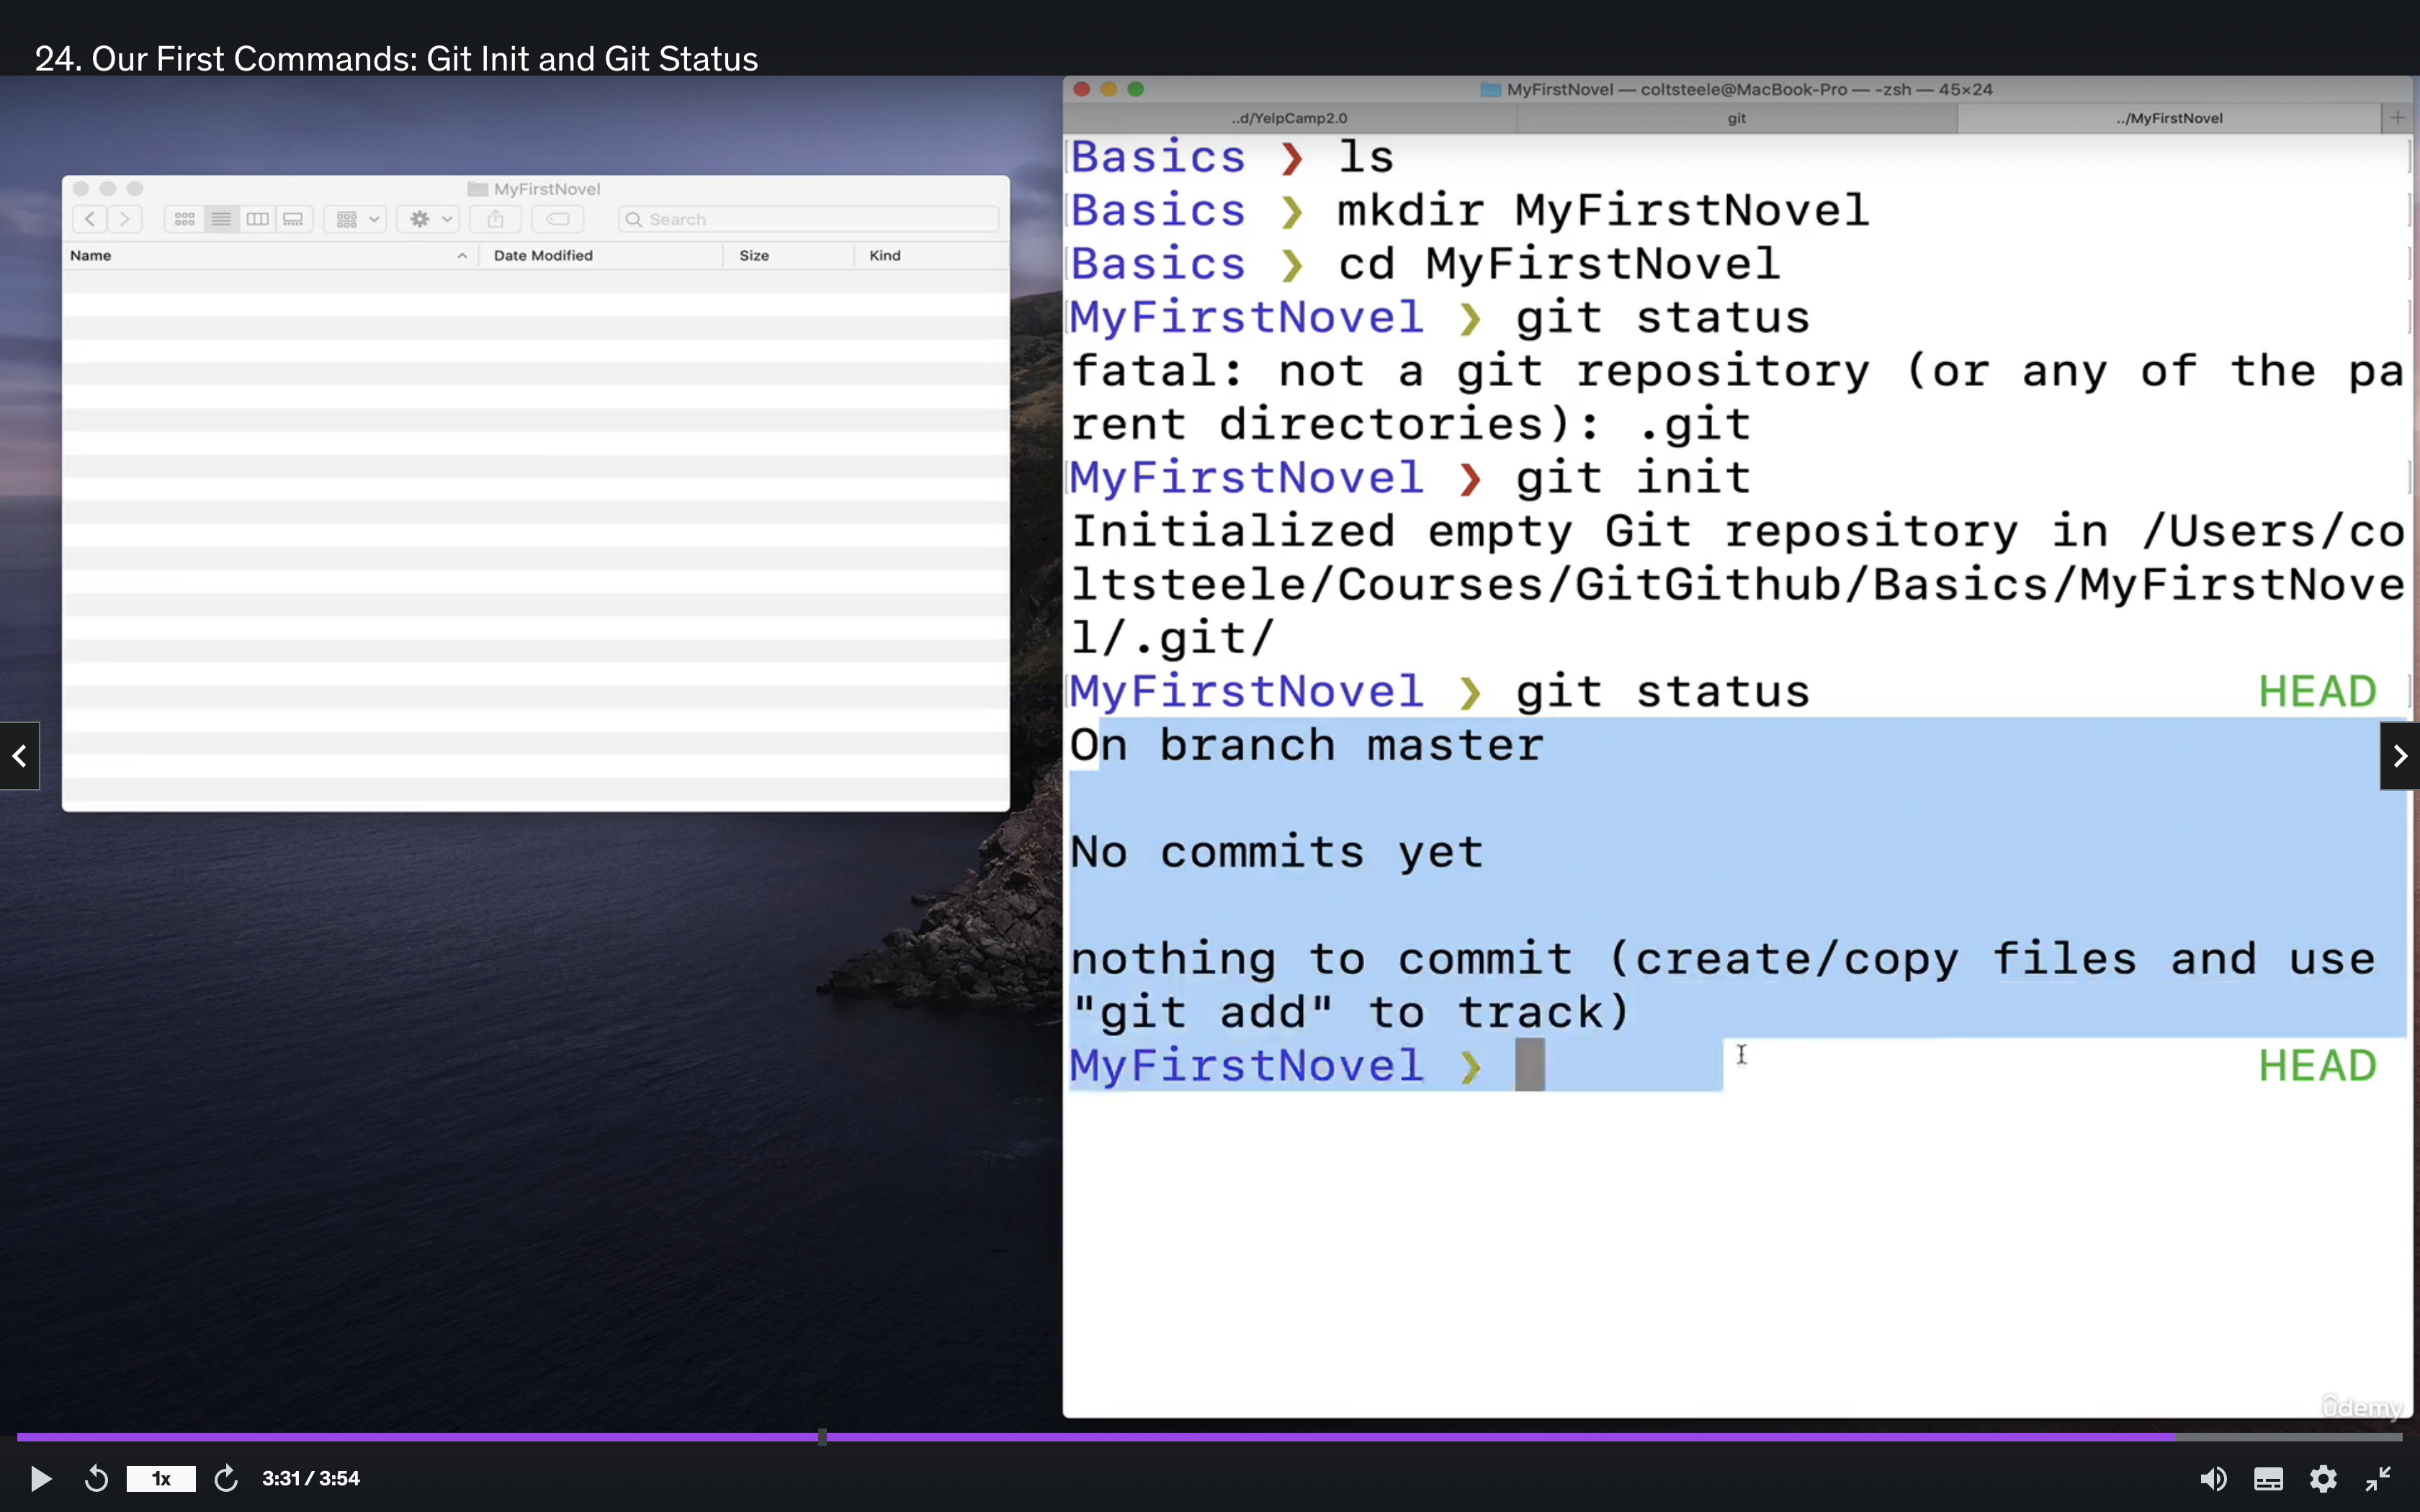 24. Our First Commands: Git Init and Git Status
MyFirstNovel
Search
Name
Date Modified
Size
Kind
MyFirstNovel — coltsteele@MacBook-Pro — -zsh — 45×24
..d/YelpCamp2.0
git
../MyFirstNovel
Basics ❯ ls
Basics ❯ mkdir MyFirstNovel
Basics ❯ cd MyFirstNovel
MyFirstNovel ❯ git status
fatal: not a git repository (or any of the pa
rent directories): .git
MyFirstNovel ❯ git init
Initialized empty Git repository in /Users/co
ltsteele/Courses/GitGithub/Basics/MyFirstNove
l/.git/
MyFirstNovel ❯ git status HEAD
On branch master
No commits yet
nothing to commit (create/copy files and use
"git add" to track)
MyFirstNovel ❯ HEAD
ûdemy
1x
3:31 / 3:54